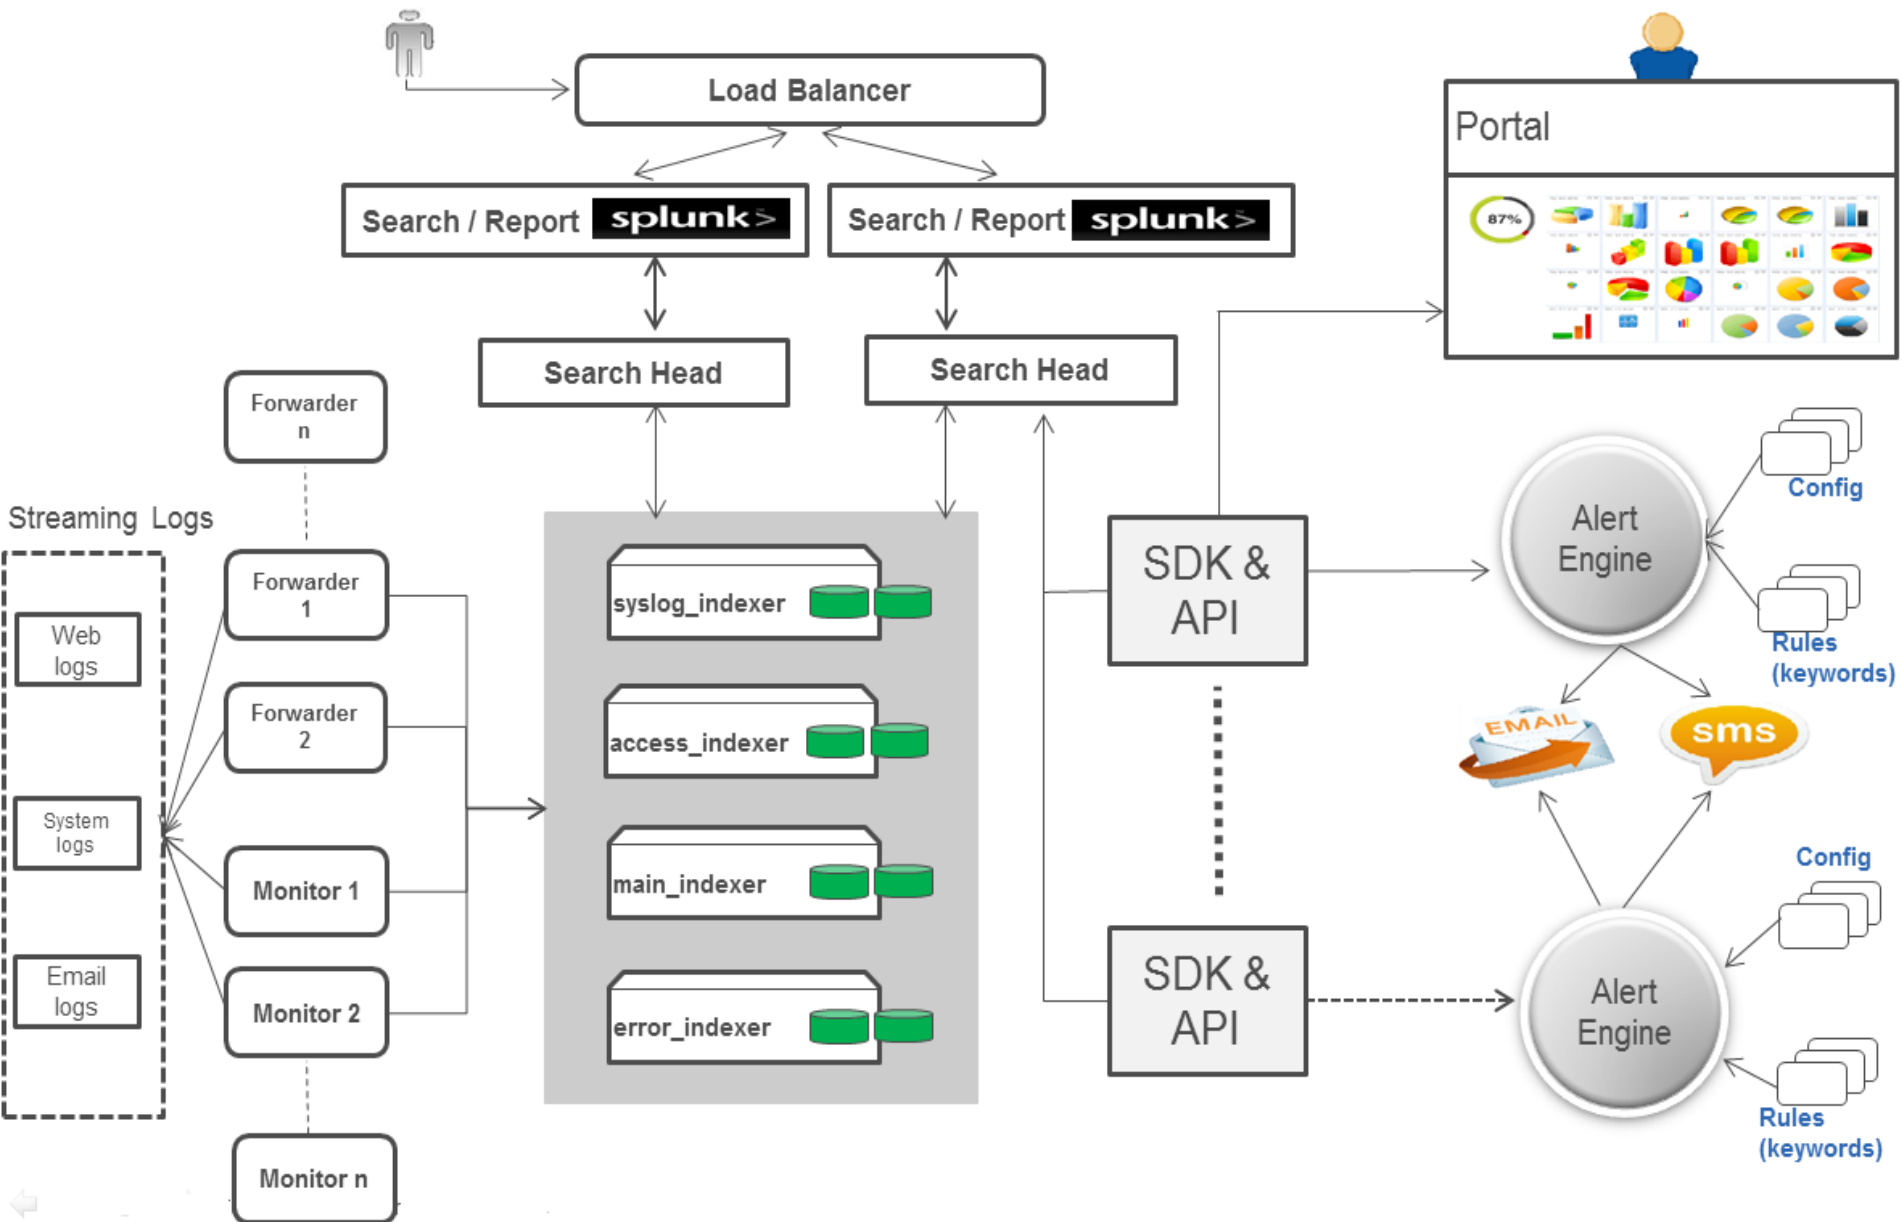 Load Balancer
Portal
Search / Report splunk>
Search / Report splunk>
87%
Search Head
Search Head
Forwarder
n
Config
Streaming Logs
Alert
Engine
SDK &
API
Forwarder
1
syslog_indexer
Web
logs
Rules
(keywords)
Forwarder
2
access_indexer
EMAIL
sms
System
logs
Monitor 1
main_indexer
Config
Email
logs
Monitor 2
error_indexer
SDK &
API
Alert
Engine
Rules
(keywords)
Monitor n